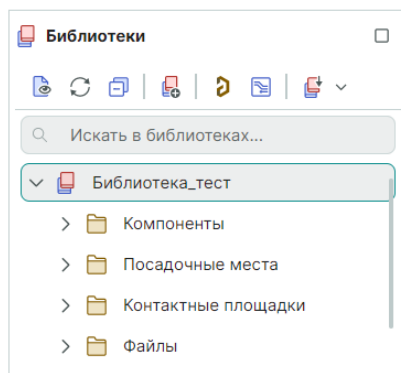 Библиотеки
Искать в библиотеках...
Библиотека_тест
Компоненты
Посадочные места
Контактные площадки
Файлы